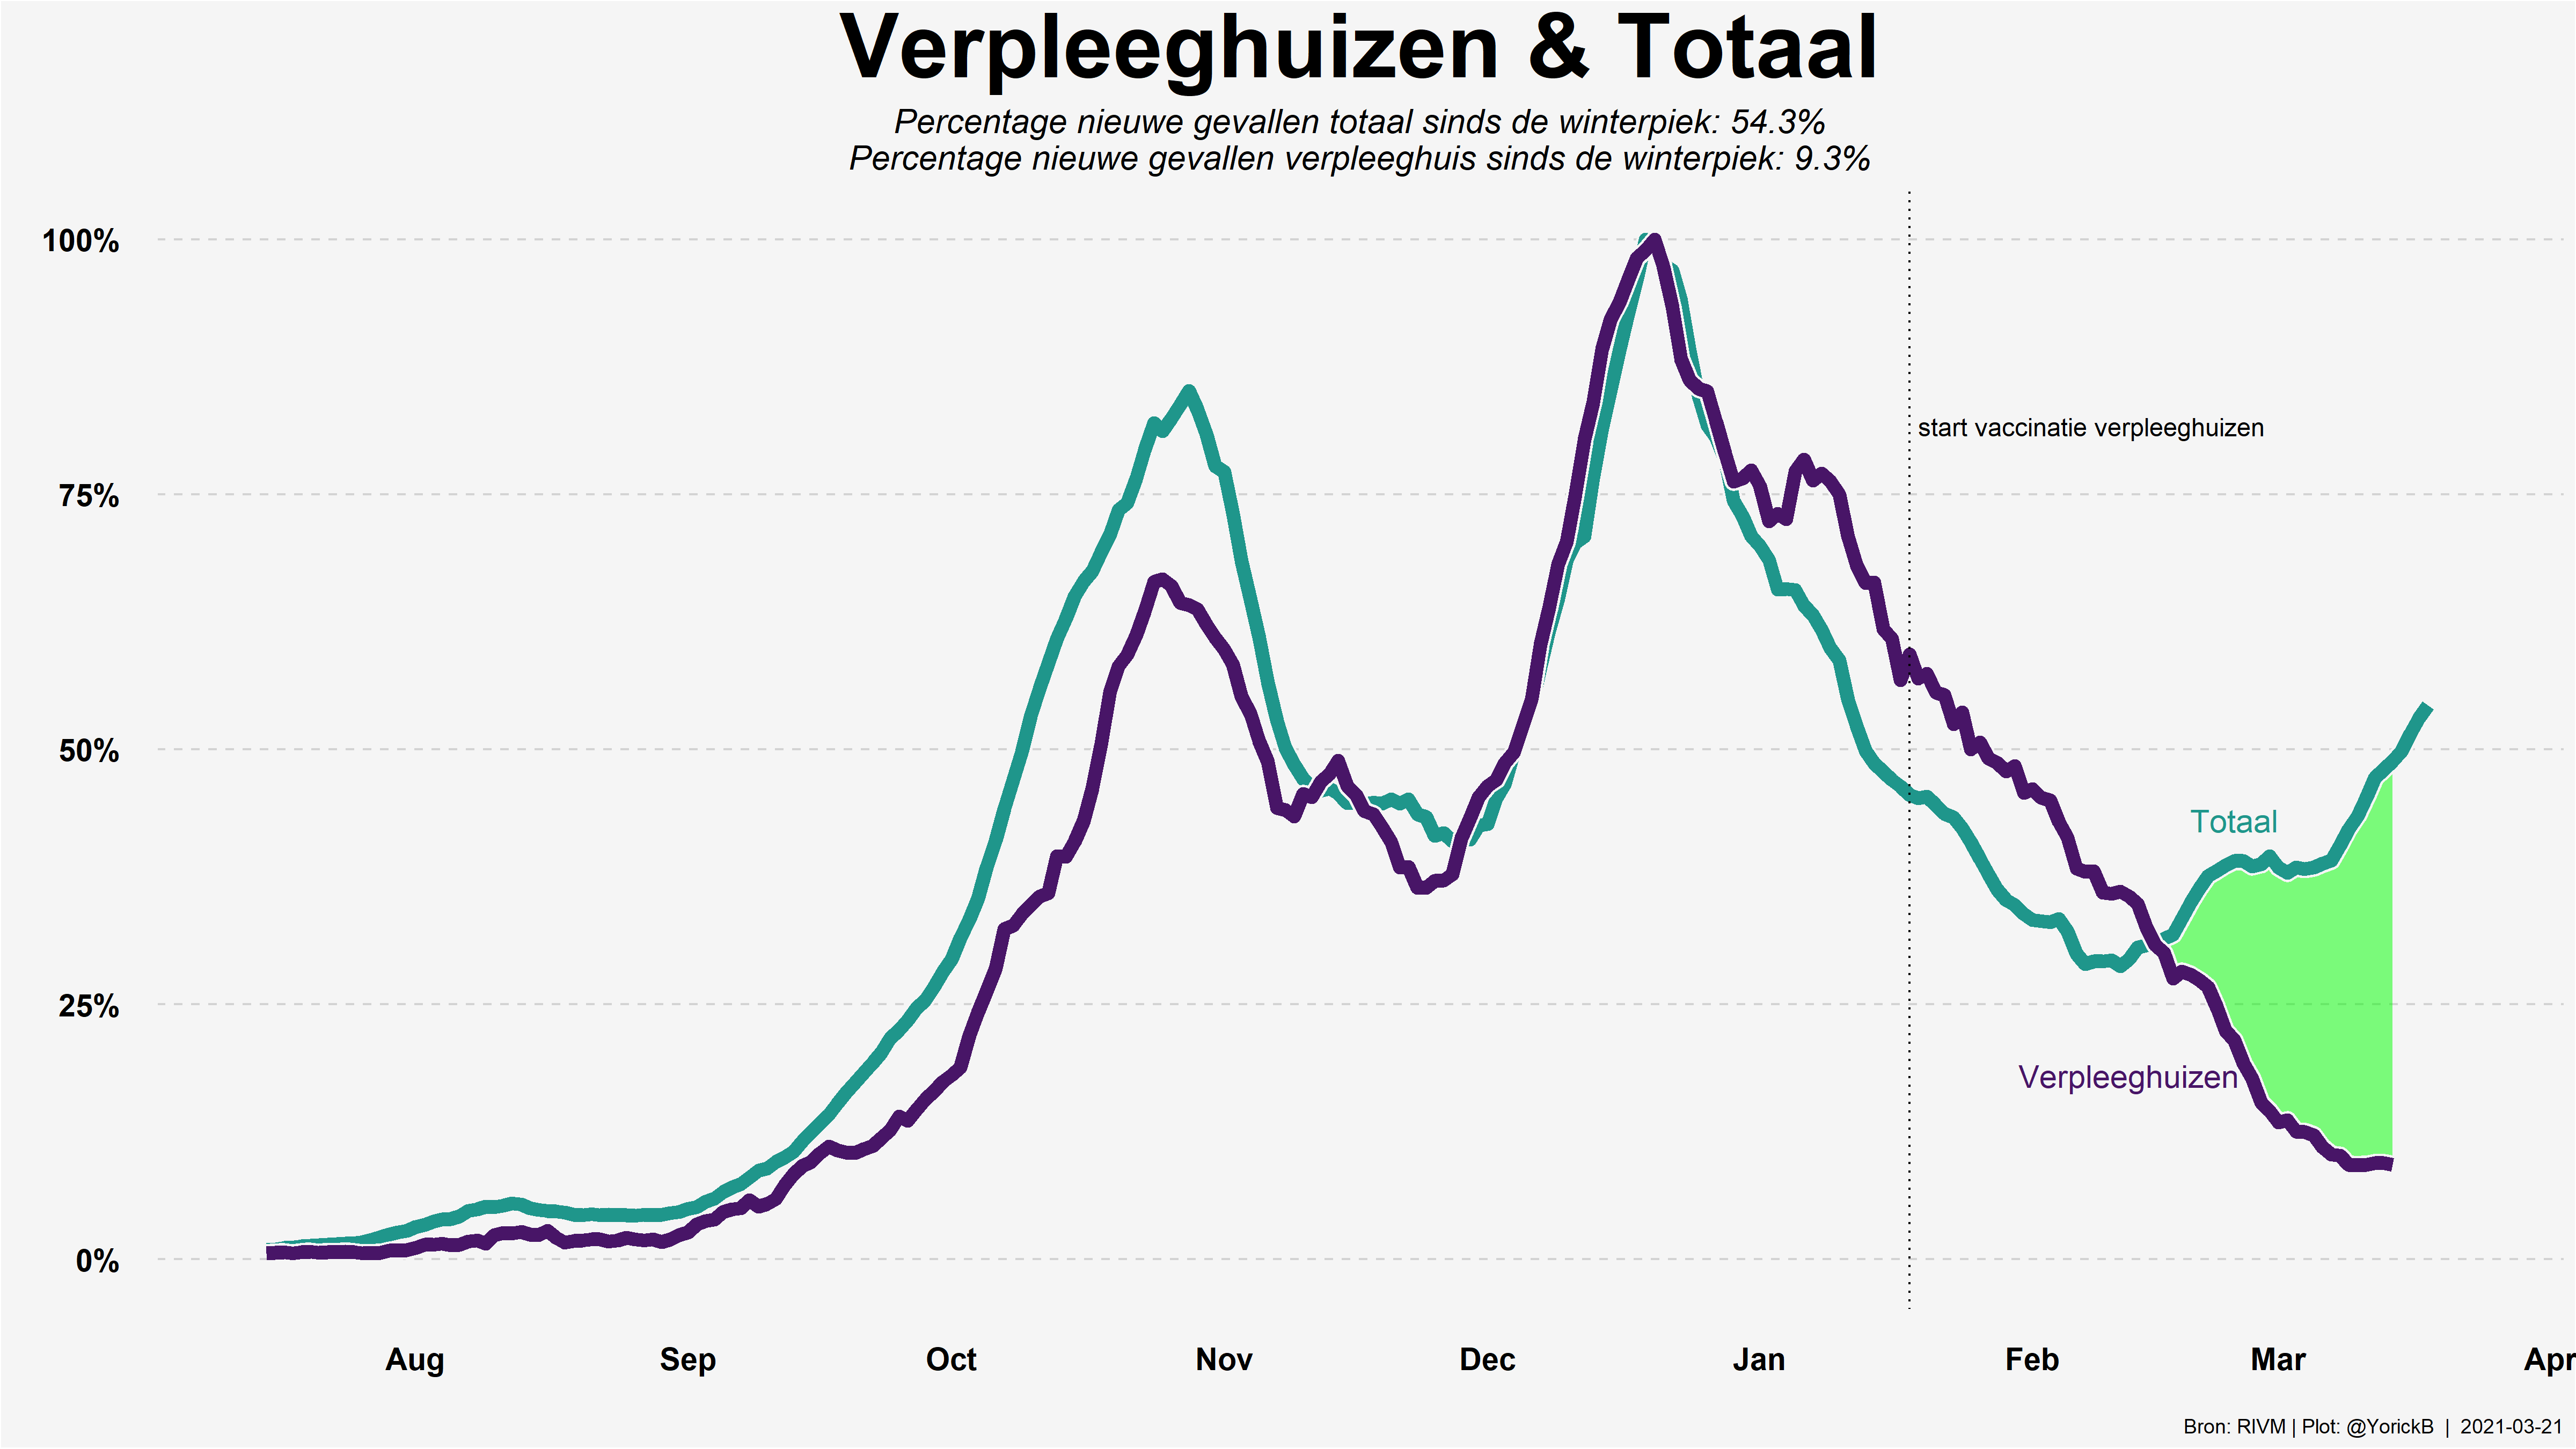 Verpleeghuizen & Totaal
Percentage nieuwe gevallen totaal sinds de winterpiek: 54.3%
Percentage nieuwe gevallen verpleeghuis sinds de winterpiek: 9.3%
100%
start vaccinatie verpleeghuizen
75%
50%
Totaal
25%
Verpleeghuizen
0%
Aug Sep Oct Nov Dec Jan Feb Mar Apr
Bron: RIVM | Plot: @YorickB | 2021-03-21